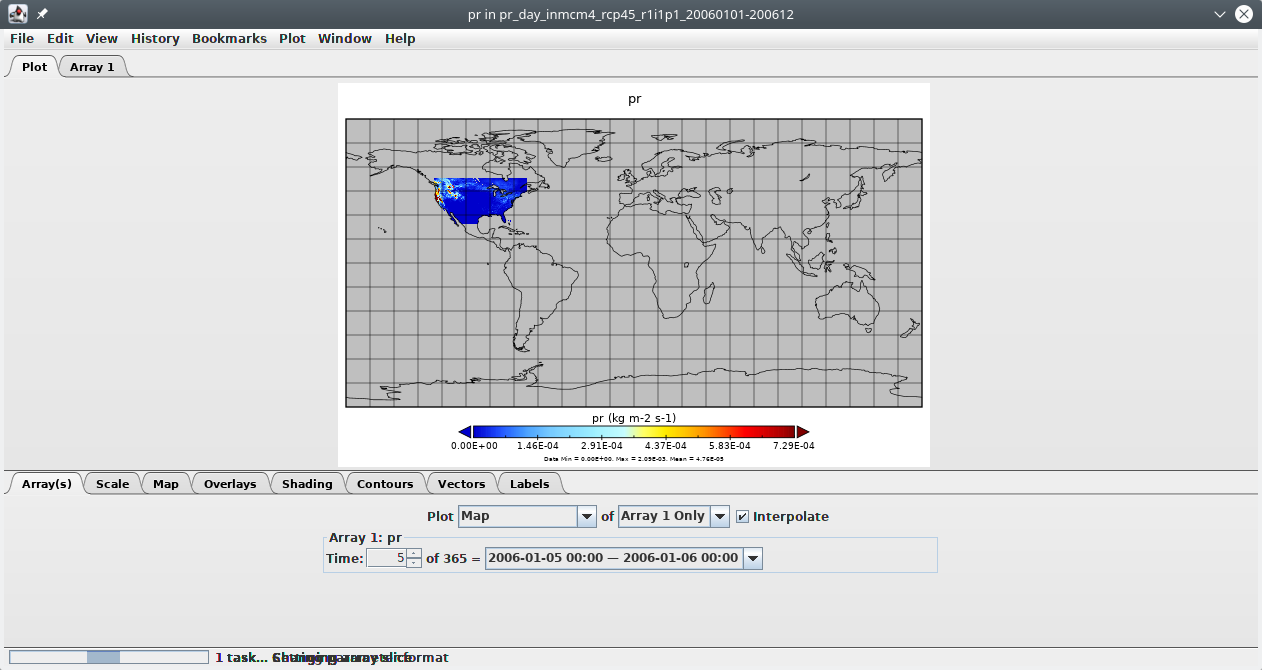 pr in pr_day_inmcm4_rcp45_r1i1p1_20060101-200612
File Edit View History Bookmarks Plot Window Help
Plot Array 1
pr
pr (kg m-2 s-1)
0.00E+00 1.46E-04 2.91E-04 4.37E-04 5.83E-04 7.29E-04
Data Min = 0.00E+00, Max = 2.09E-03, Mean = 4.76E-05
Array(s) Scale Map Overlays Shading Contours Vectors Labels
Plot Map of Array 1 Only Interpolate
Array 1: pr
Time: 5 of 365 = 2006-01-05 00:00 — 2006-01-06 00:00
1 task...